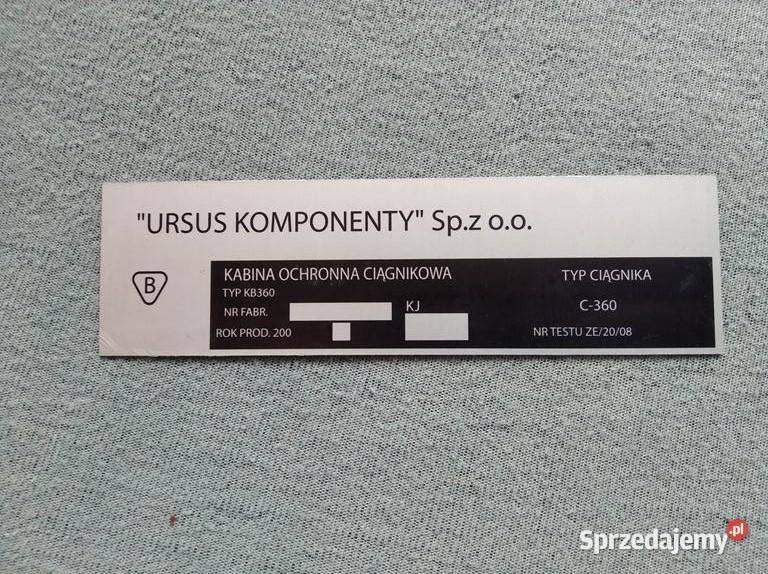 "URSUS KOMPONENTY" Sp.z o.o.
B
KABINA OCHRONNA CIĄGNIKOWA
TYP KB360
NR FABR.
KJ
ROK PROD. 200
TYP CIĄGNIKA
C-360
NR TESTU ZE/20/08
Sprzedajemy.pl